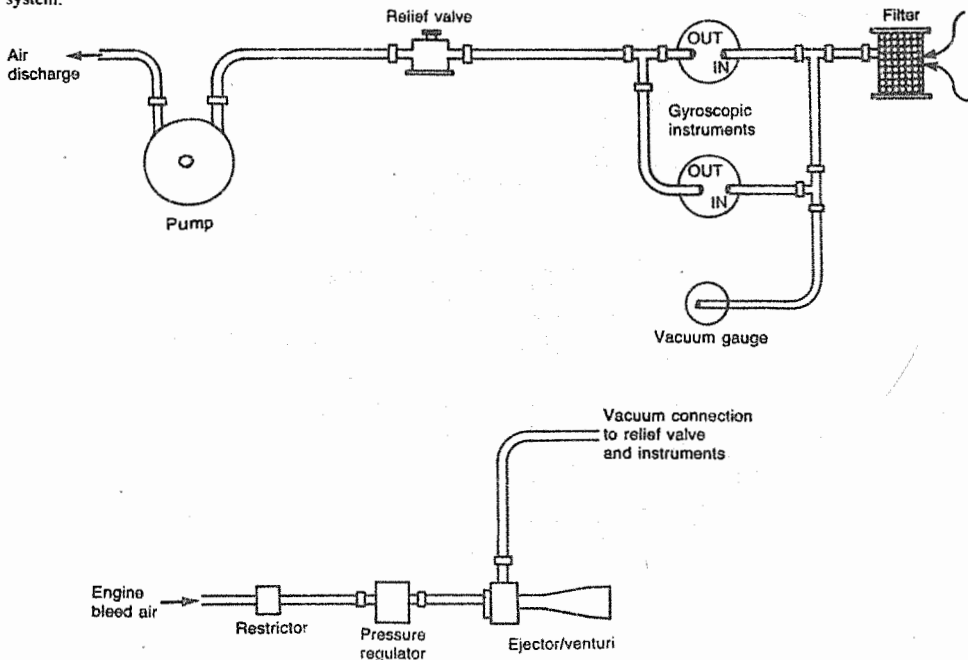 system.
Relief valve
Filter
Air
discharge
OUT
IN
Gyroscopic
instruments
OUT
IN
Pump
Vacuum gauge
Vacuum connection
to relief valve
and instruments
Engine
bleed air
Restrictor
Pressure
regulator
Ejector/venturi